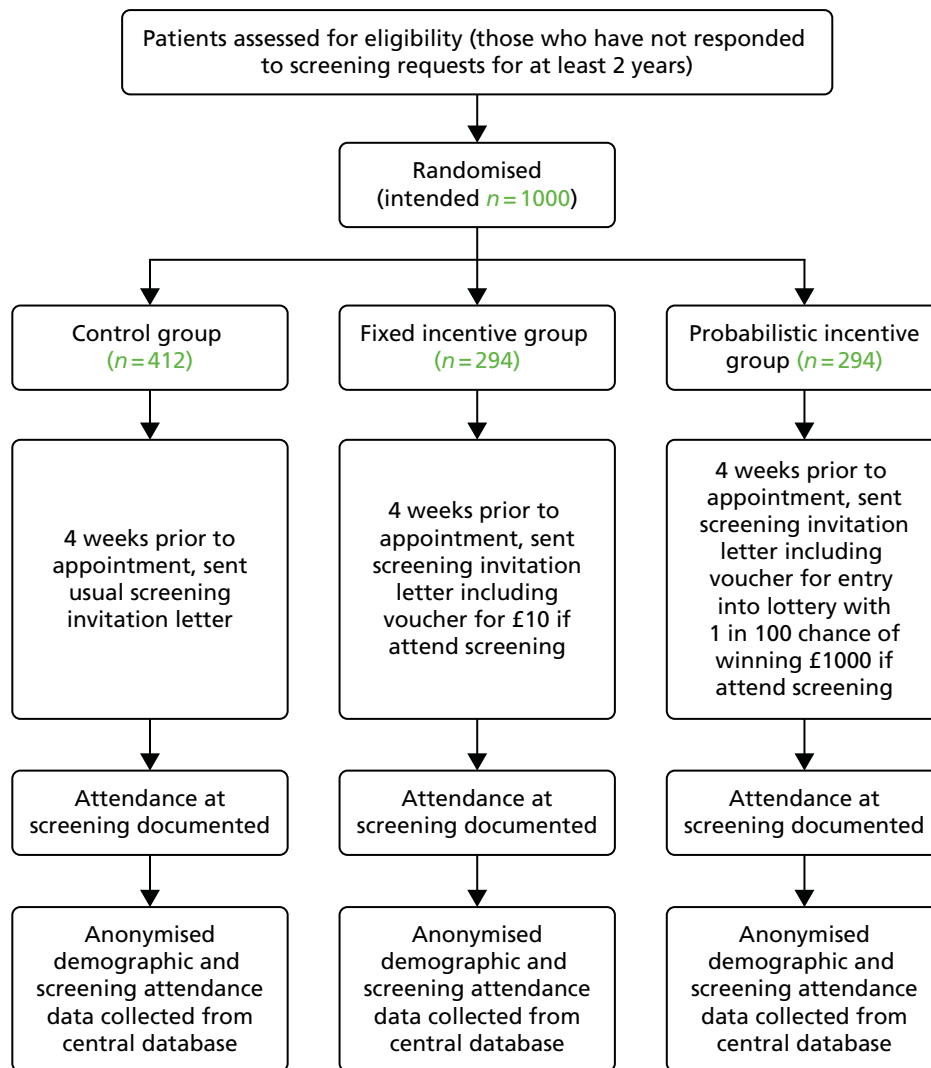 Patients assessed for eligibility (those who have not responded
to screening requests for at least 2 years)
Randomised
(intended n = 1000)
Control group
(n = 412)
Fixed incentive group
(n = 294)
Probabilistic incentive
group (n = 294)
4 weeks prior to
appointment, sent
usual screening
invitation letter
4 weeks prior to
appointment, sent
screening invitation
letter including
voucher for £10 if
attend screening
4 weeks prior to
appointment, sent
screening invitation
letter including
voucher for entry
into lottery with
1 in 100 chance of
winning £1000 if
attend screening
Attendance at
screening documented
Attendance at
screening documented
Attendance at
screening documented
Anonymised
demographic and
screening attendance
data collected from
central database
Anonymised
demographic and
screening attendance
data collected from
central database
Anonymised
demographic and
screening attendance
data collected from
central database